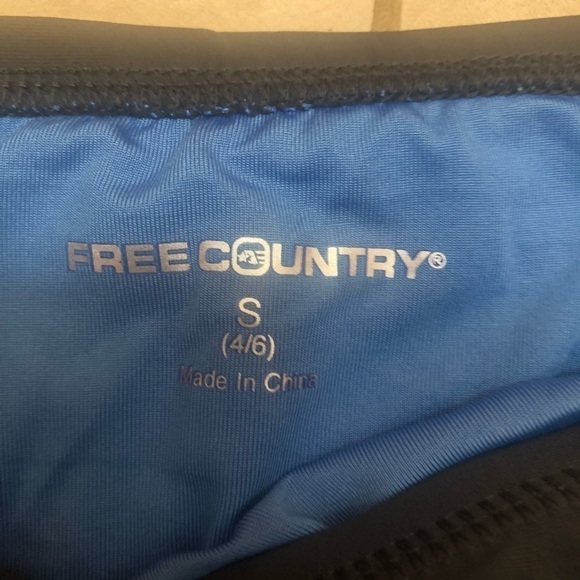 FREE COUNTRY®
S
(4/6)
Made In China